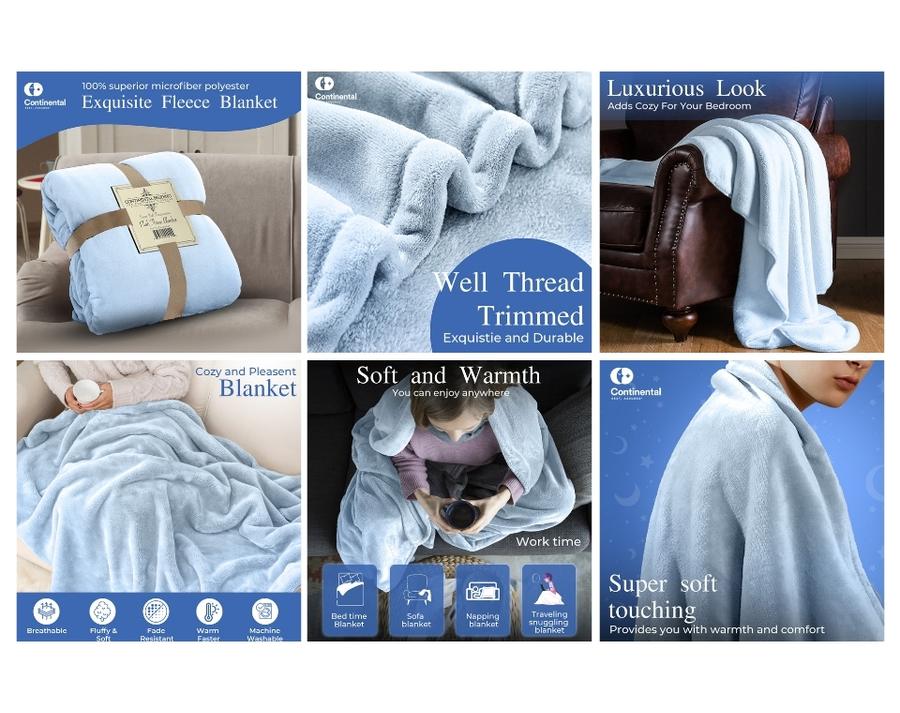 Continental
100% superior microfiber polyester
Exquisite Fleece Blanket
Continental
Well Thread
Trimmed
Exquistie and Durable
Luxurious Look
Adds Cozy For Your Bedroom
Cozy and Pleasent
Blanket
Breathable
Fluffy &
Soft
Fade
Resistant
Warm
Faster
Machine
Washable
Soft and Warmth
You can enjoy anywhere
Work time
Bed time
Blanket
Sofa
blanket
Napping
blanket
Traveling
snuggling
blanket
Continental
Super soft
touching
Provides you with warmth and comfort